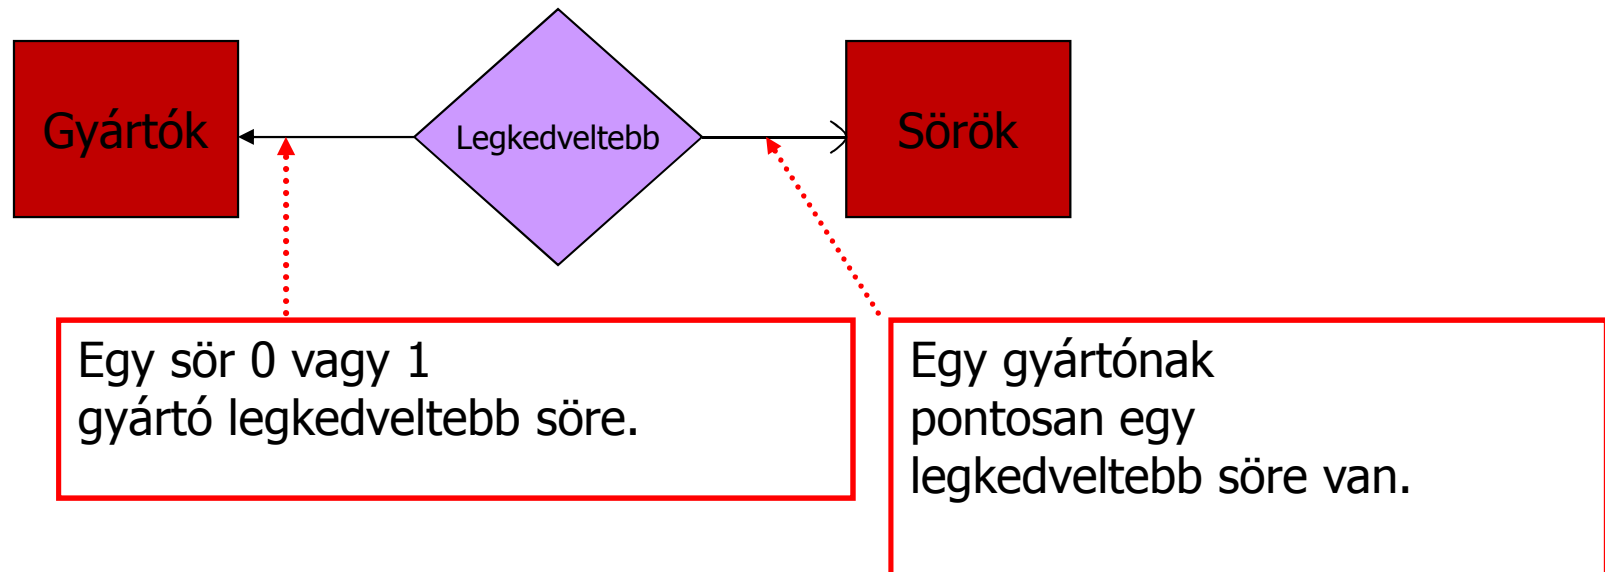 Gyártók
Legkedveltebb
Sörök
Egy sör 0 vagy 1
gyártó legkedveltebb söre.
Egy gyártónak
pontosan egy
legkedveltebb söre van.